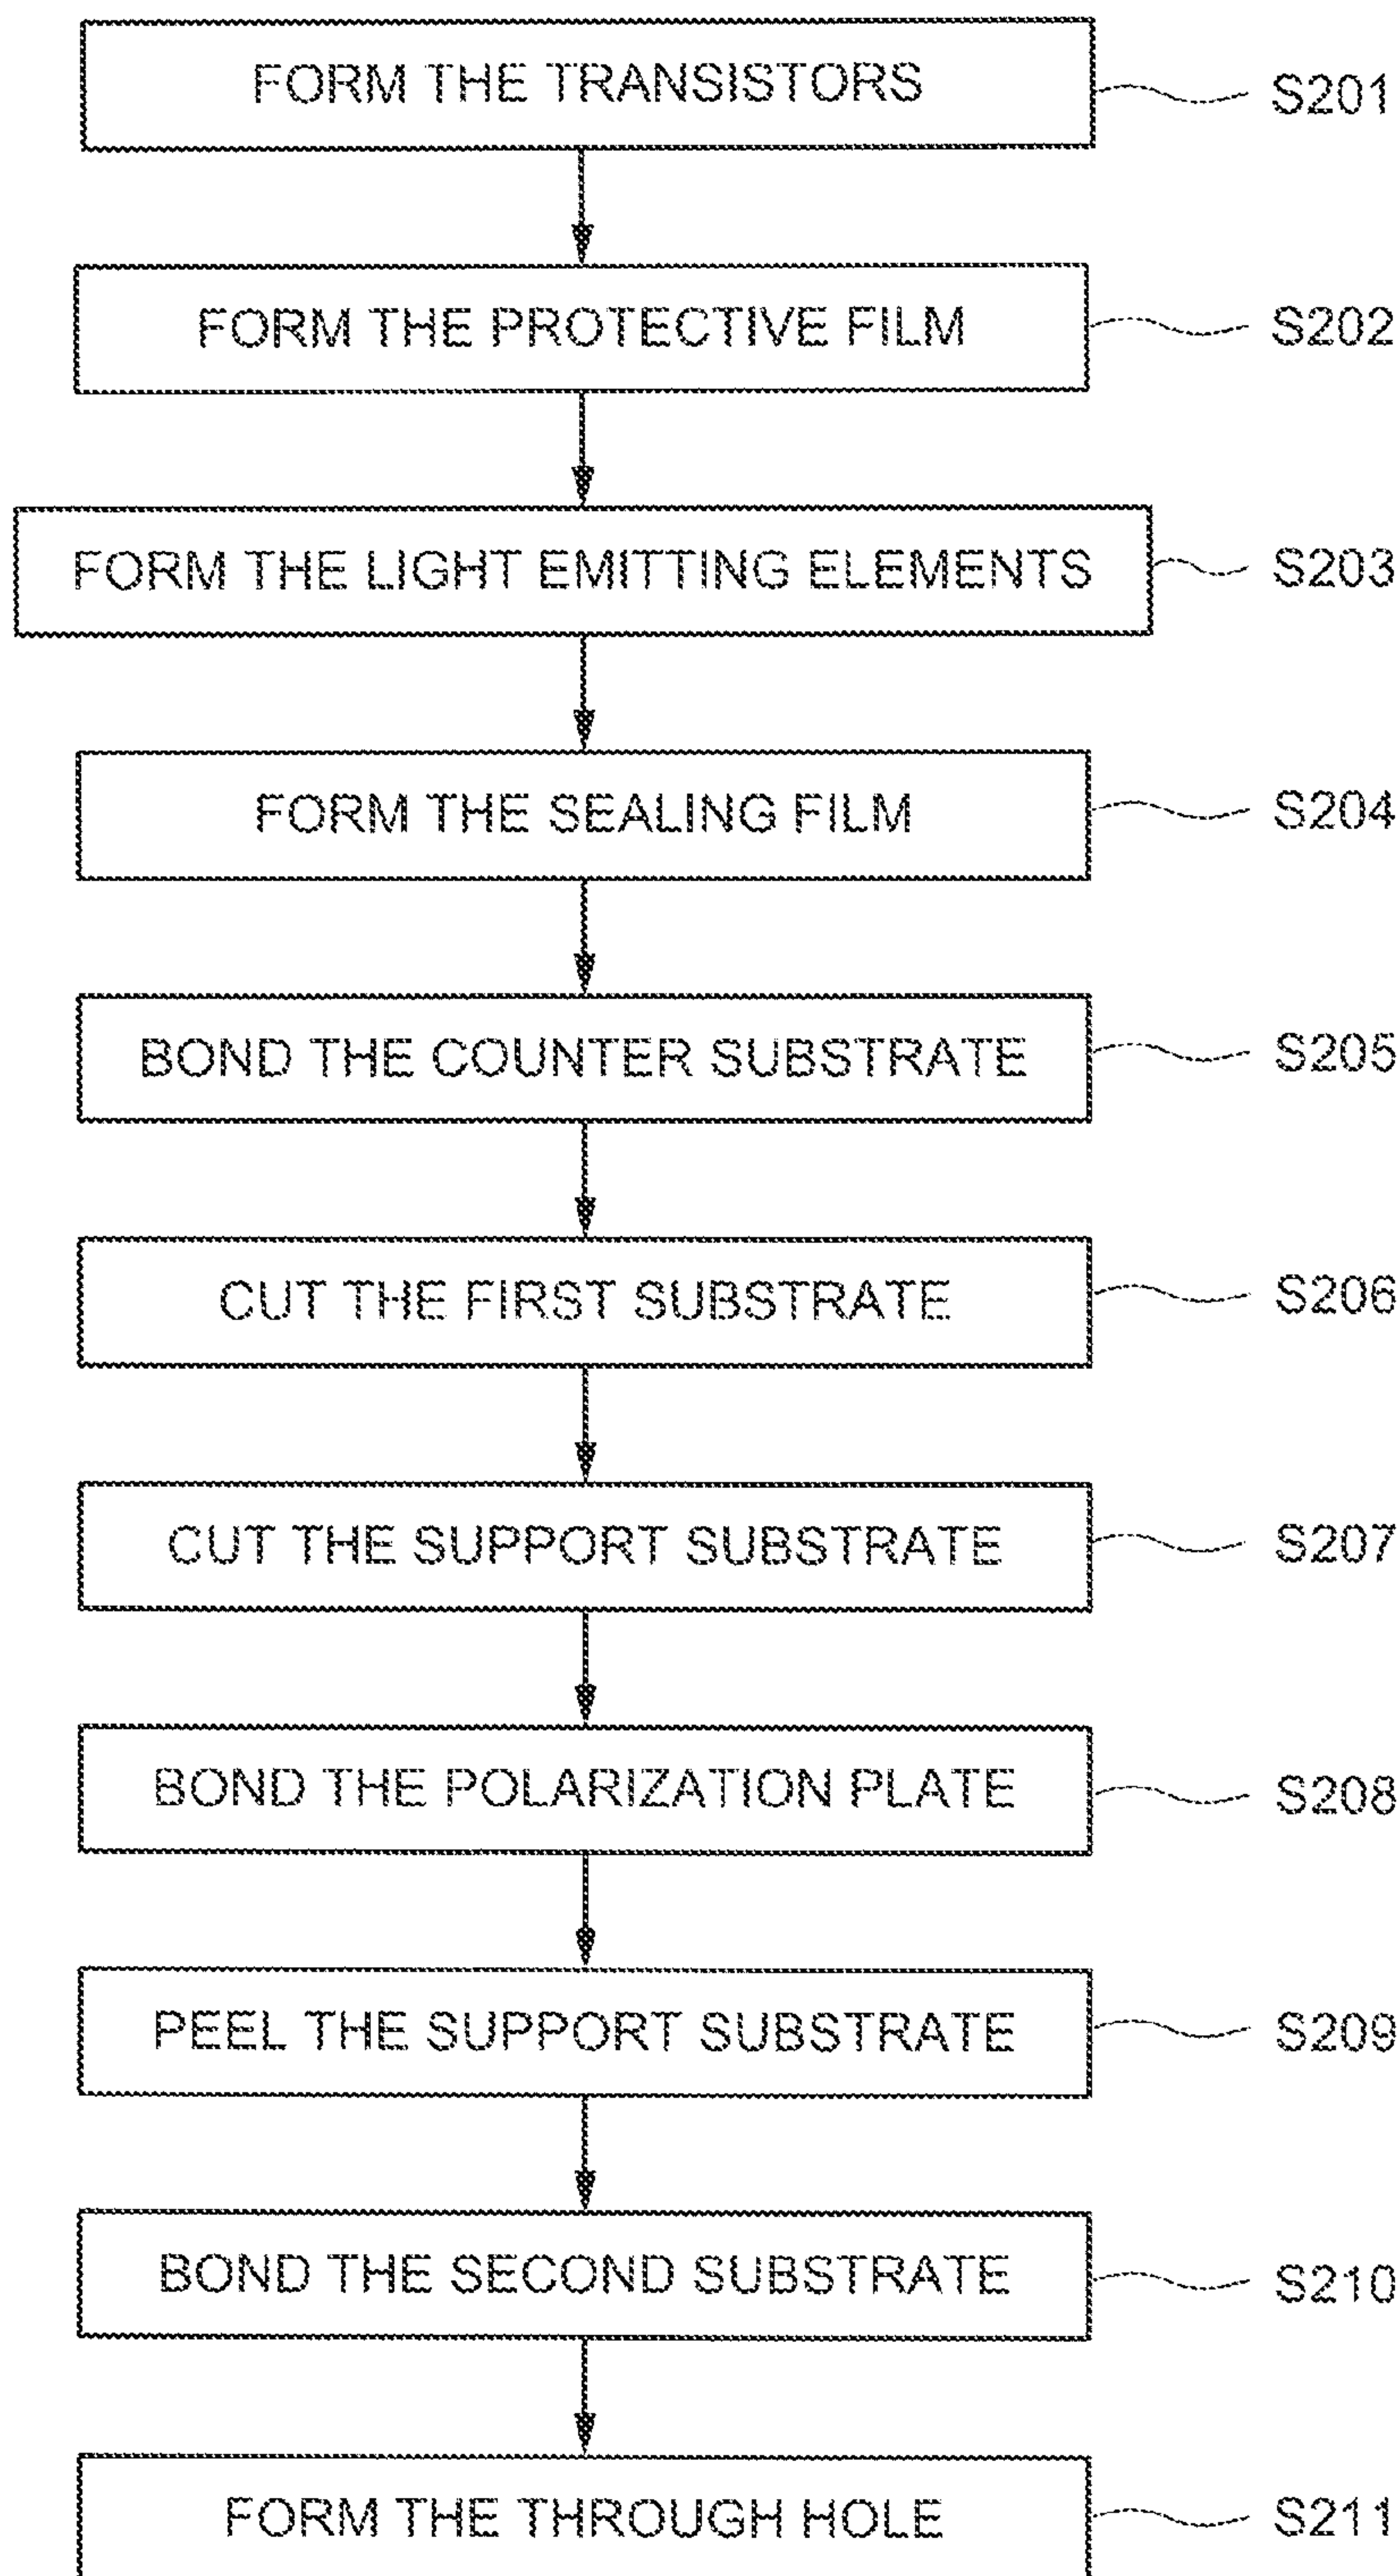 FORM THE TRANSISTORS S201
FORM THE PROTECTIVE FILM S202
FORM THE LIGHT EMITTING ELEMENTS S203
FORM THE SEALING FILM S204
BOND THE COUNTER SUBSTRATE S205
CUT THE FIRST SUBSTRATE S206
CUT THE SUPPORT SUBSTRATE S207
BOND THE POLARIZATION PLATE S208
PEEL THE SUPPORT SUBSTRATE S209
BOND THE SECOND SUBSTRATE S210
FORM THE THROUGH HOLE S211